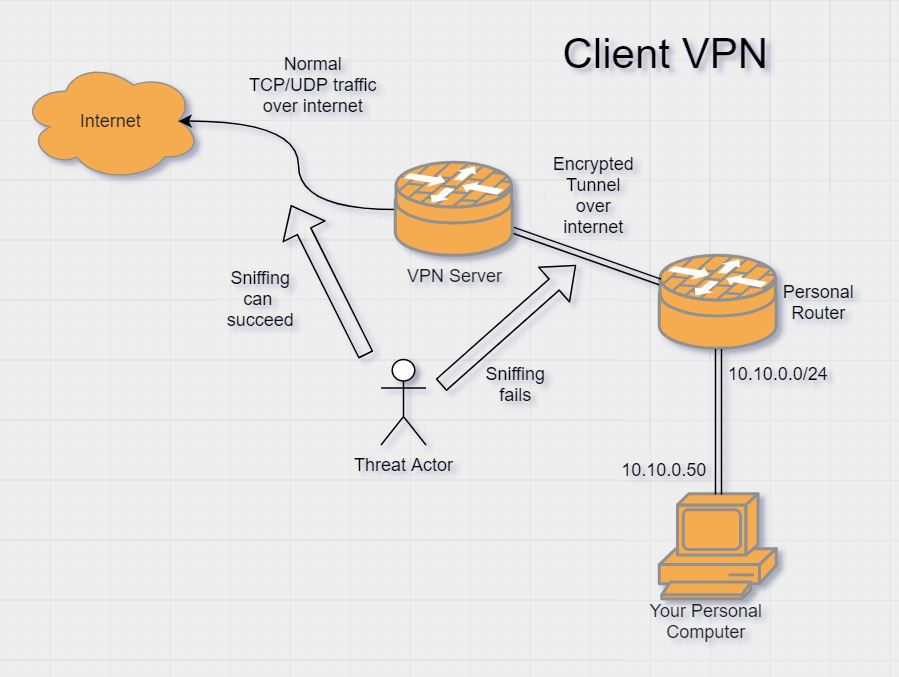 Client VPN
Normal
TCP/UDP traffic
over internet
Internet
Encrypted
Tunnel
over
internet
VPN Server
Personal
Router
Sniffing
can
succeed
Sniffing
fails
10.10.0.0/24
Threat Actor
10.10.0.50
Your Personal
Computer